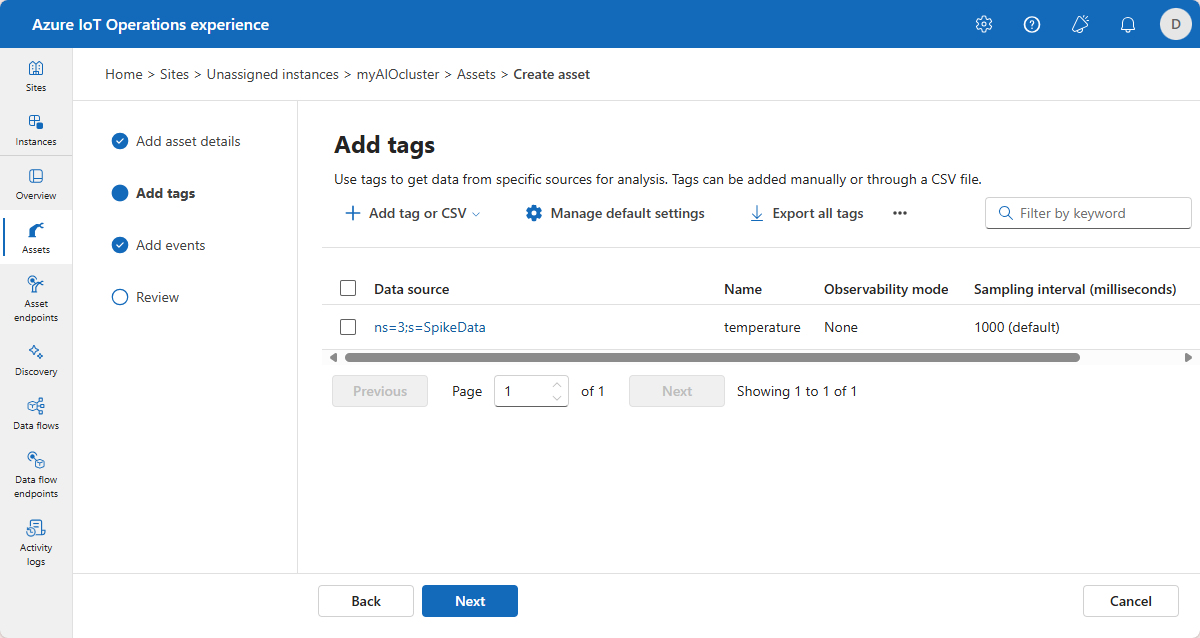 Azure IoT Operations experience
D
Sites
Instances
Overview
Assets
Asset
endpoints
Discovery
Data flows
Data flow
endpoints
Activity
logs
Home > Sites > Unassigned instances > myAIOcluster > Assets > Create asset
Add asset details
Add tags
Add events
Review
Add tags
Use tags to get data from specific sources for analysis. Tags can be added manually or through a CSV file.
Add tag or CSV
Manage default settings
Export all tags
Filter by keyword
Data source Name Observability mode Sampling interval (milliseconds)
ns=3;s=SpikeData temperature None 1000 (default)
Previous Page 1 of 1 Next Showing 1 to 1 of 1
Back Next Cancel